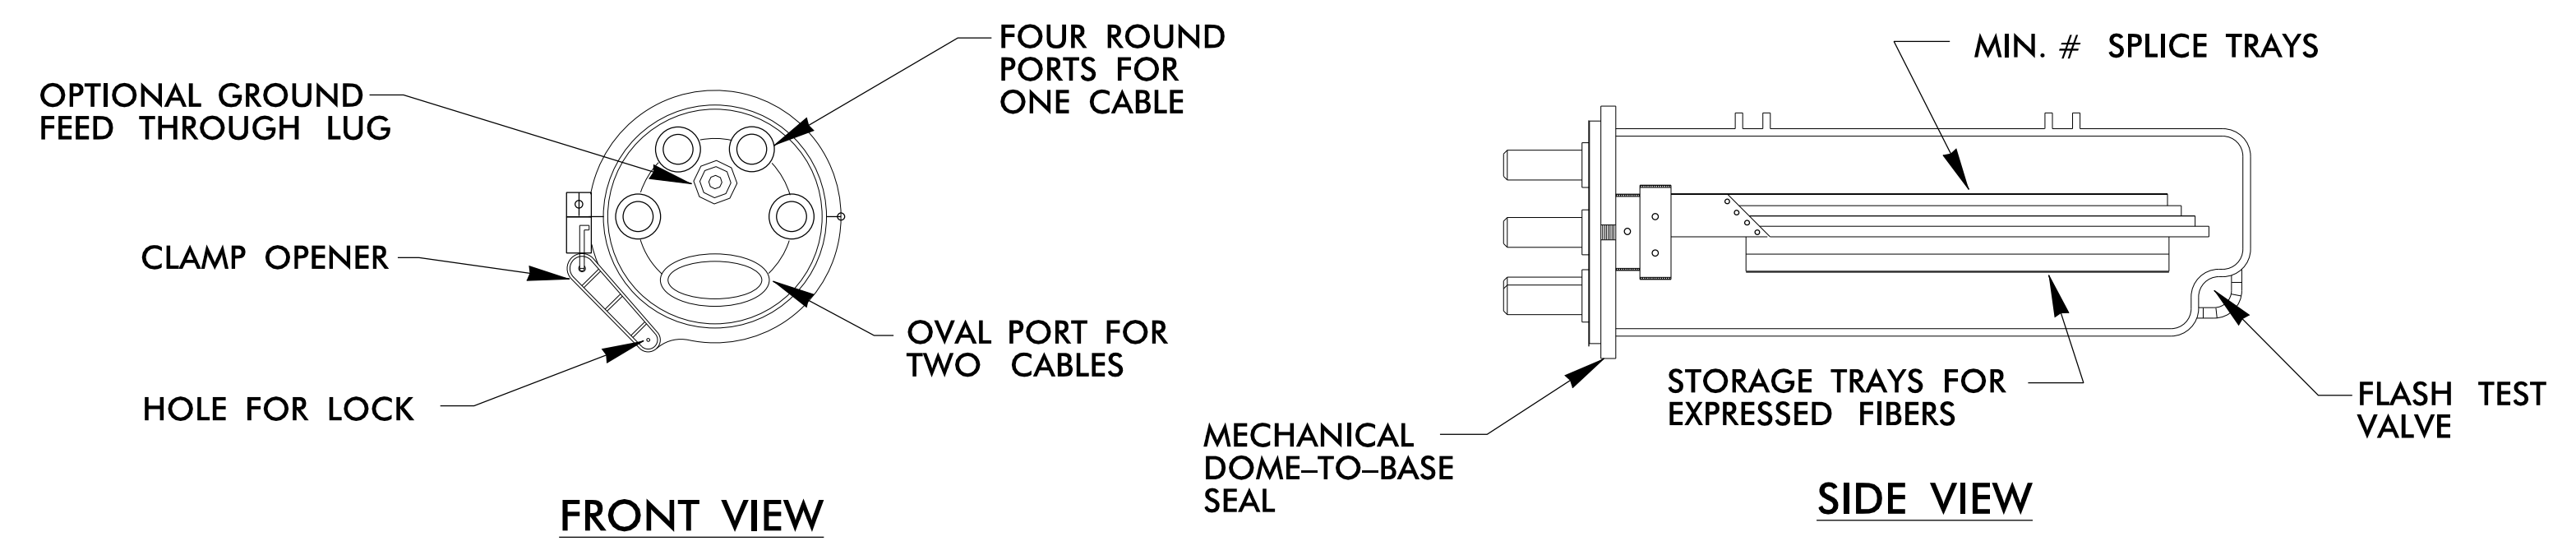 OPTIONAL GROUND
FEED THROUGH LUG
CLAMP OPENER
HOLE FOR LOCK
FOUR ROUND
PORTS FOR
ONE CABLE
OVAL PORT FOR
TWO CABLES
FRONT VIEW
MIN. # SPLICE TRAYS
STORAGE TRAYS FOR
EXPRESSED FIBERS
MECHANICAL
DOME–TO–BASE
SEAL
FLASH TEST
VALVE
SIDE VIEW